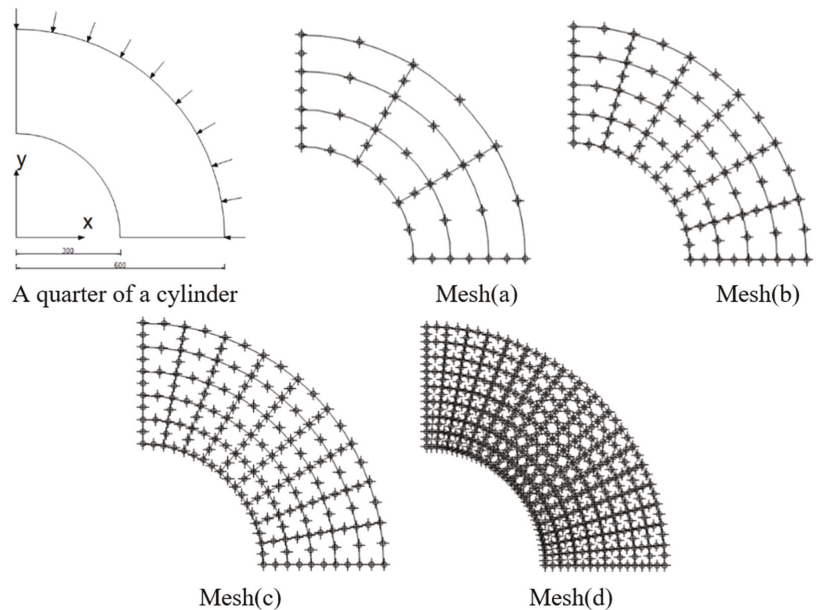 y
x
300
600
A quarter of a cylinder
Mesh(a)
Mesh(b)
Mesh(c)
Mesh(d)